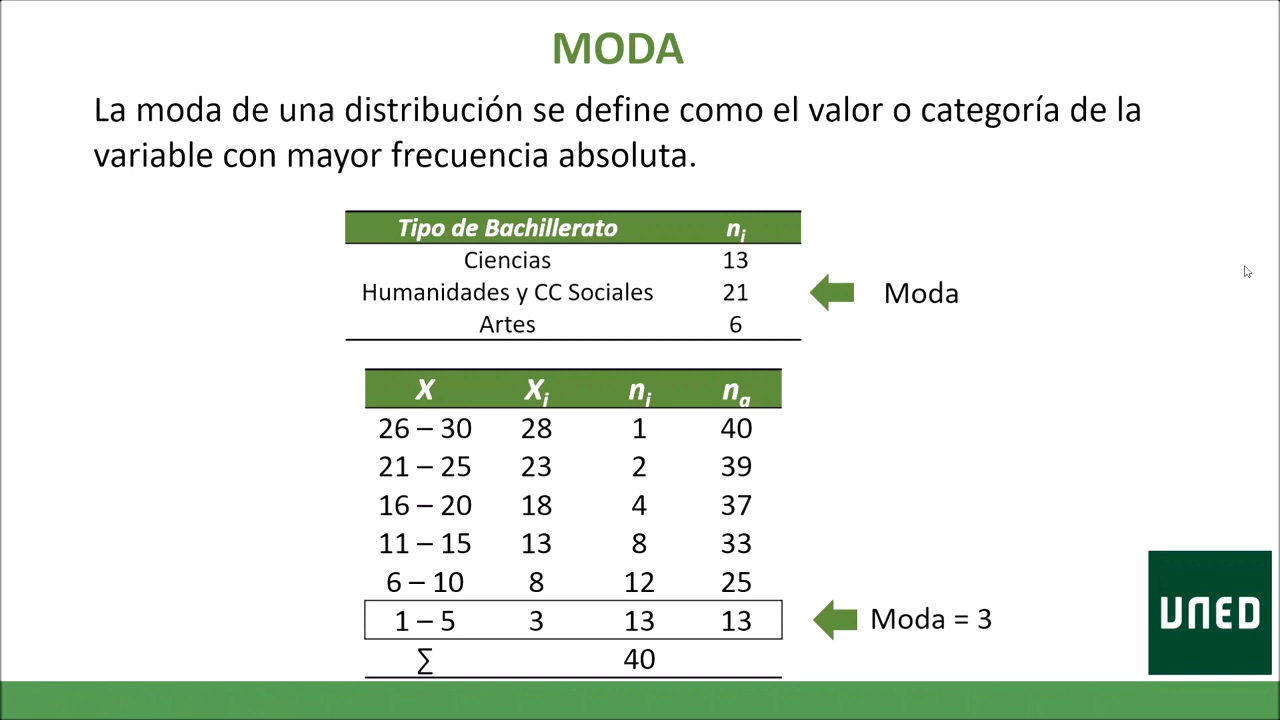 MODA
La moda de una distribución se define como el valor o categoría de la
variable con mayor frecuencia absoluta.
Tipo de Bachillerato nᵢ
Ciencias 13
Humanidades y CC Sociales 21
Moda
Artes 6
X Xᵢ nᵢ nₐ
26 – 30 28 1 40
21 – 25 23 2 39
16 – 20 18 4 37
11 – 15 13 8 33
6 – 10 8 12 25
1 – 5 3 13 13
Moda = 3
∑ 40
UNED